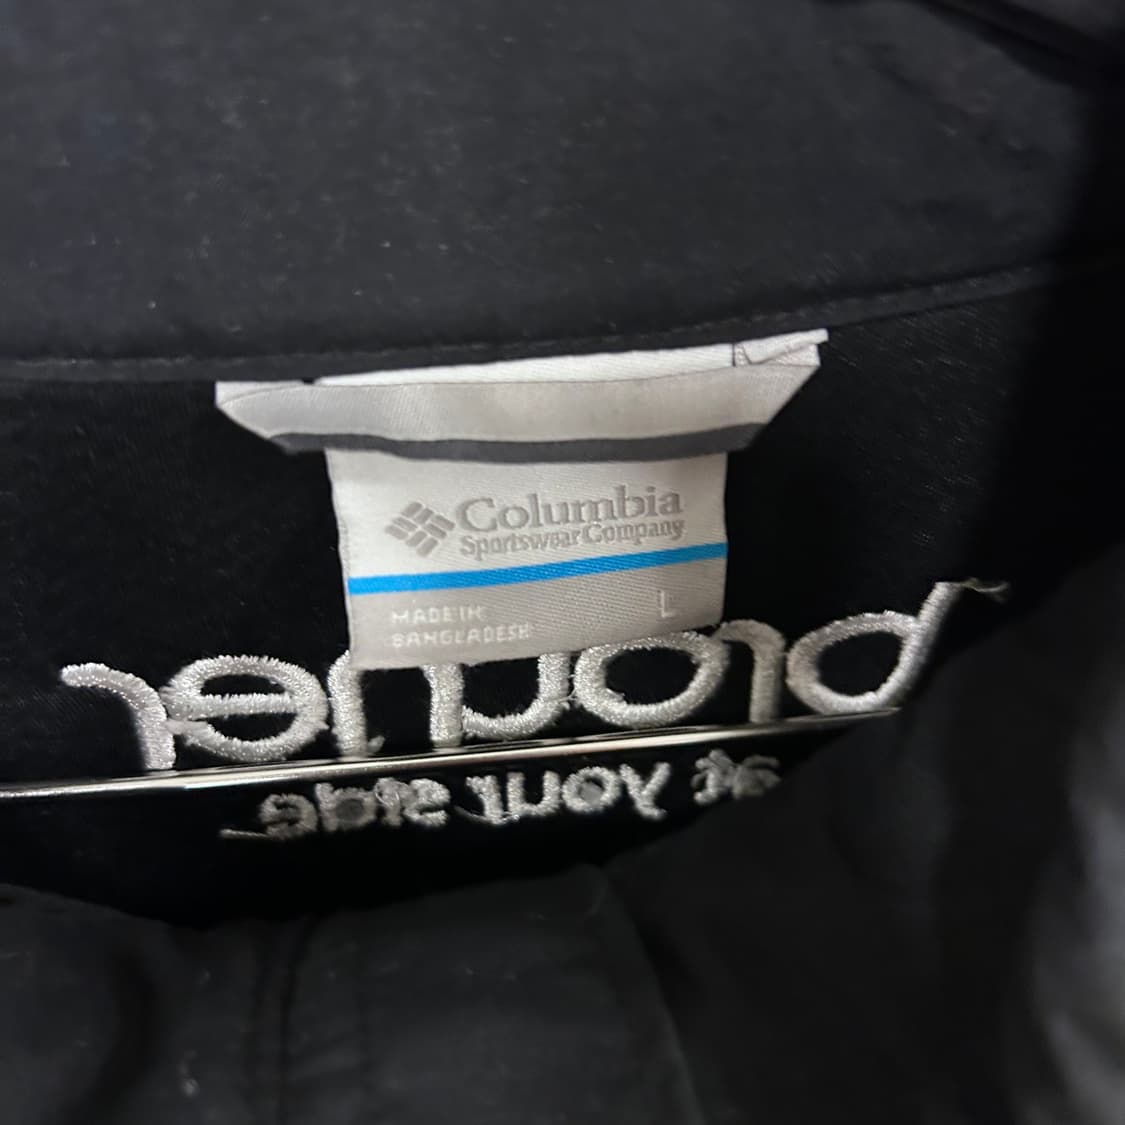 Columbia
Sportswear Company
MADE IN
BANGLADESH
L
brother
at your side